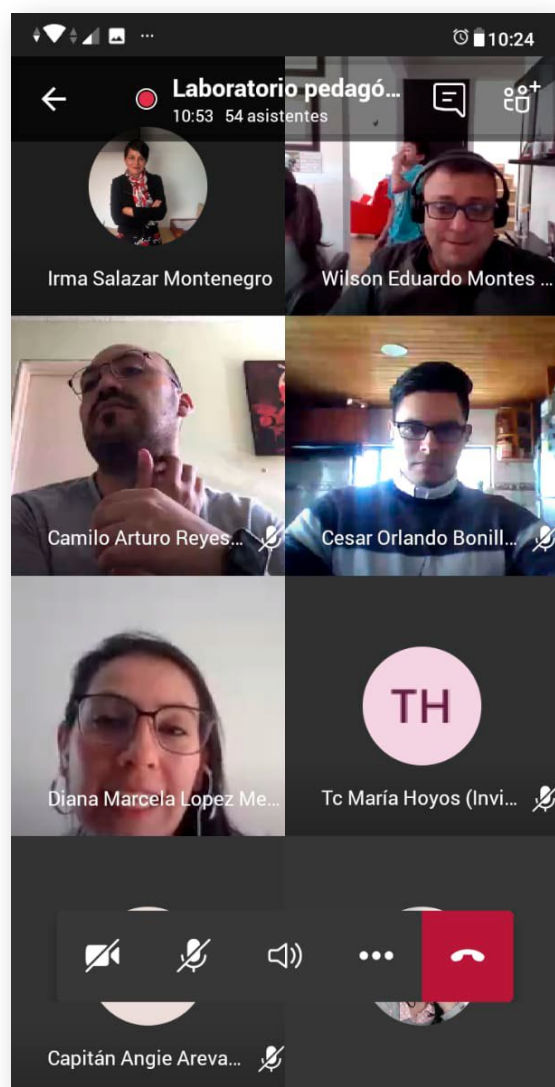 10:24
Laboratorio pedagó...
10:53 54 asistentes
Irma Salazar Montenegro
Wilson Eduardo Montes ...
Camilo Arturo Reyes...
Cesar Orlando Bonill...
Diana Marcela Lopez Me...
TH
Tc María Hoyos (Invi...
Capitán Angie Areva...